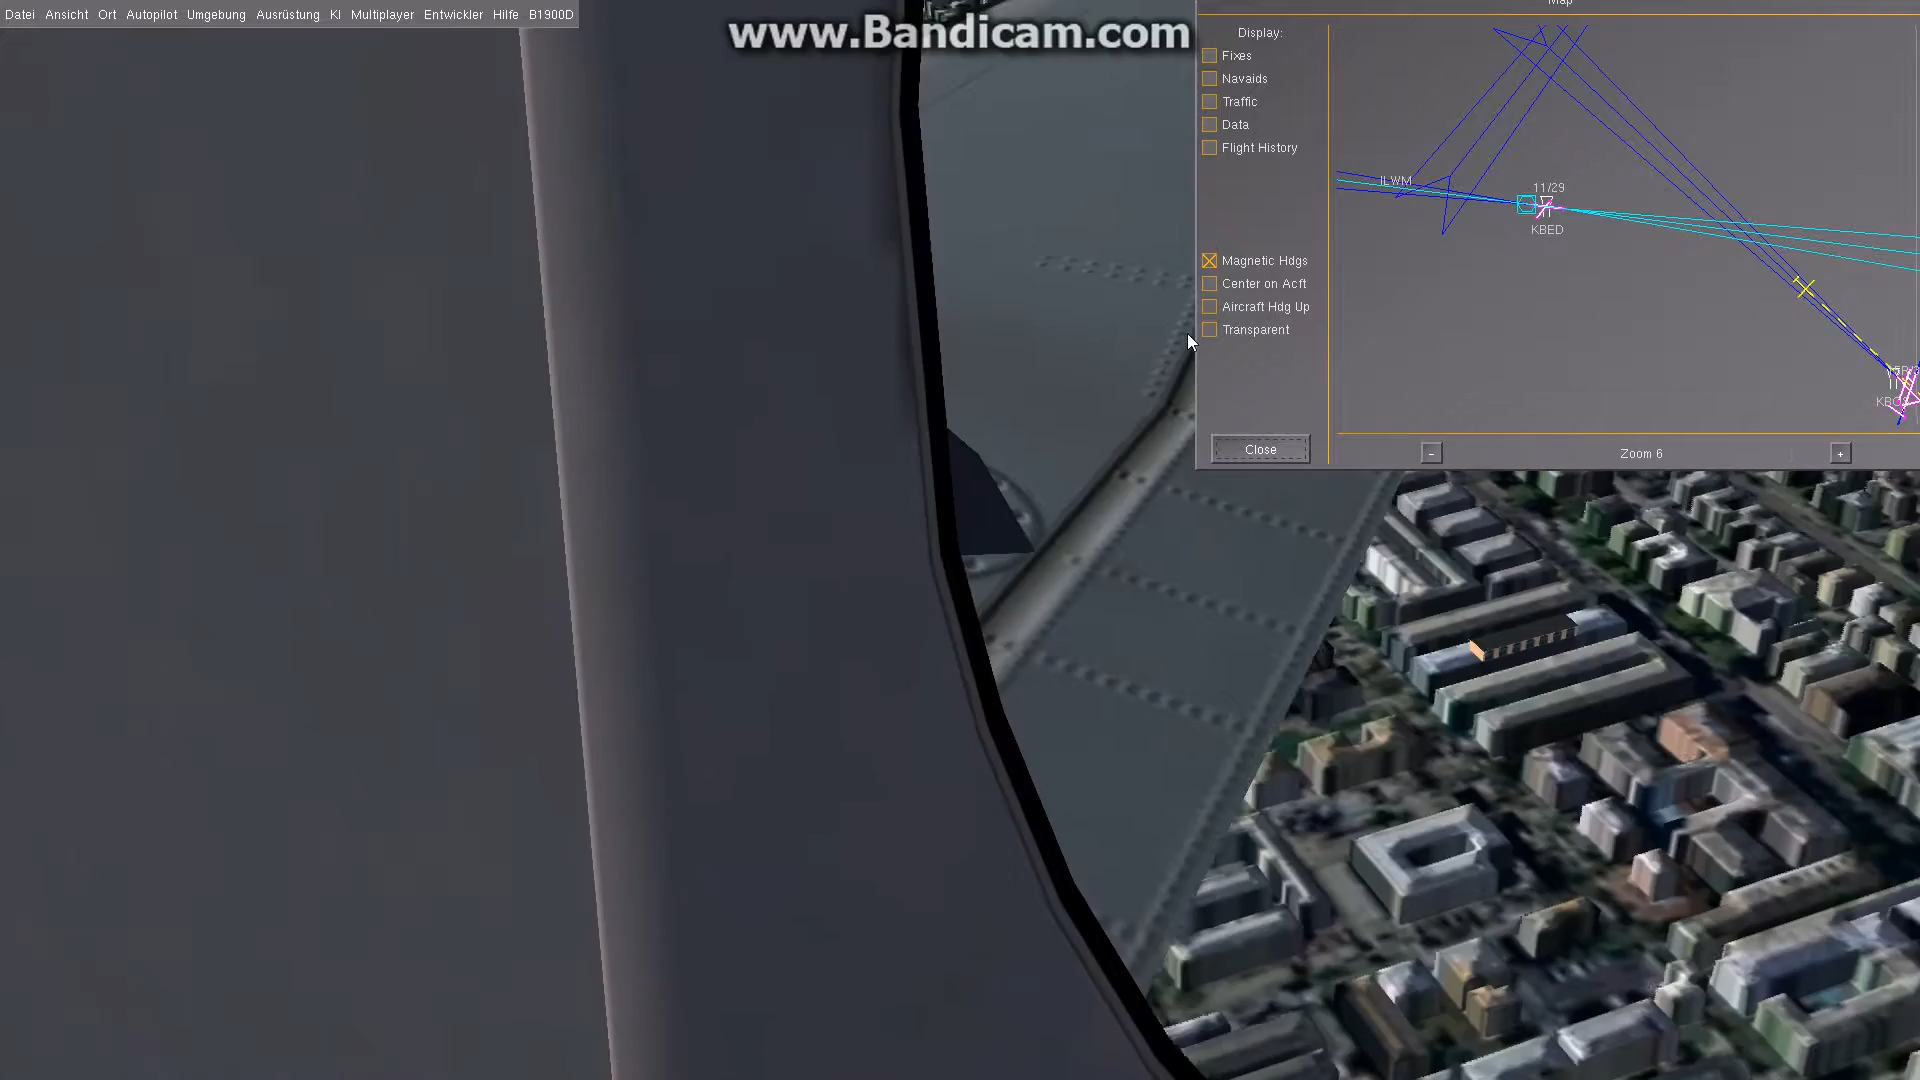 Datei Ansicht Ort Autopilot Umgebung Ausrüstung KI Multiplayer Entwickler Hilfe B1900D
www.Bandicam.com
Map
Display:
Fixes
Navaids
Traffic
Data
Flight History
Magnetic Hdgs
Center on Acft
Aircraft Hdg Up
Transparent
Close
ILWM
11/29
KBED
- Zoom 6 +